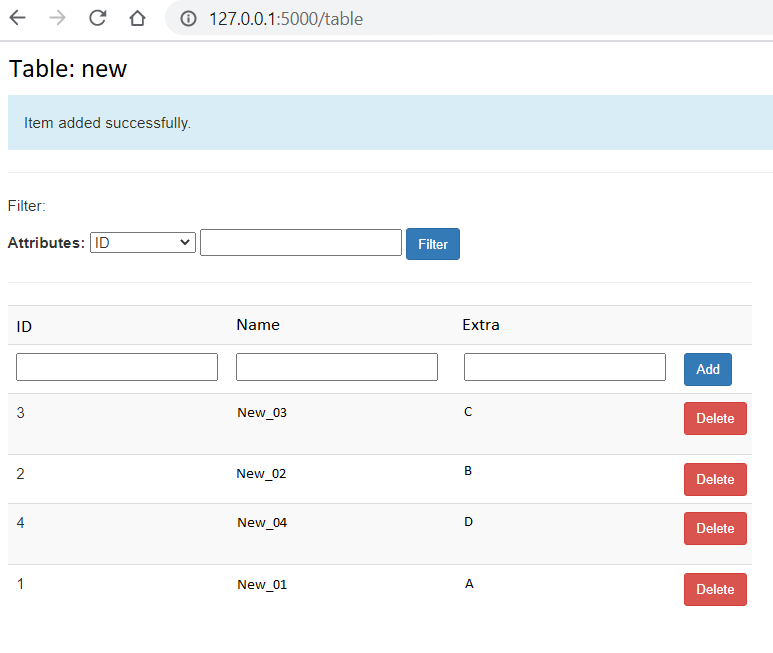 127.0.0.1:5000/table
Table: new
Item added successfully.
Filter:
Attributes: ID Filter
ID Name Extra
Add
3 New_03 C Delete
2 New_02 B Delete
4 New_04 D Delete
1 New_01 A Delete